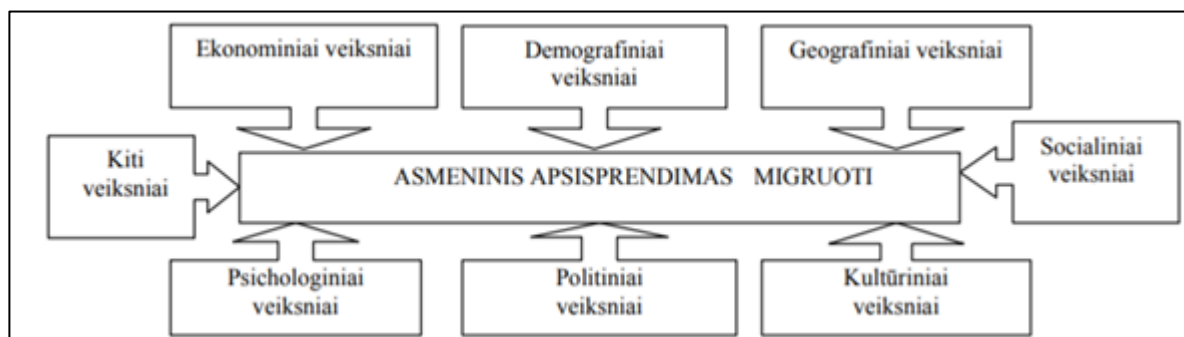 Ekonominiai veiksniai
Demografiniai
veiksniai
Geografiniai veiksniai
Kiti
veiksniai
ASMENINIS APSISPRENDIMAS MIGRUOTI
Socialiniai
veiksniai
Psichologiniai
veiksniai
Politiniai
veiksniai
Kultūriniai
veiksniai